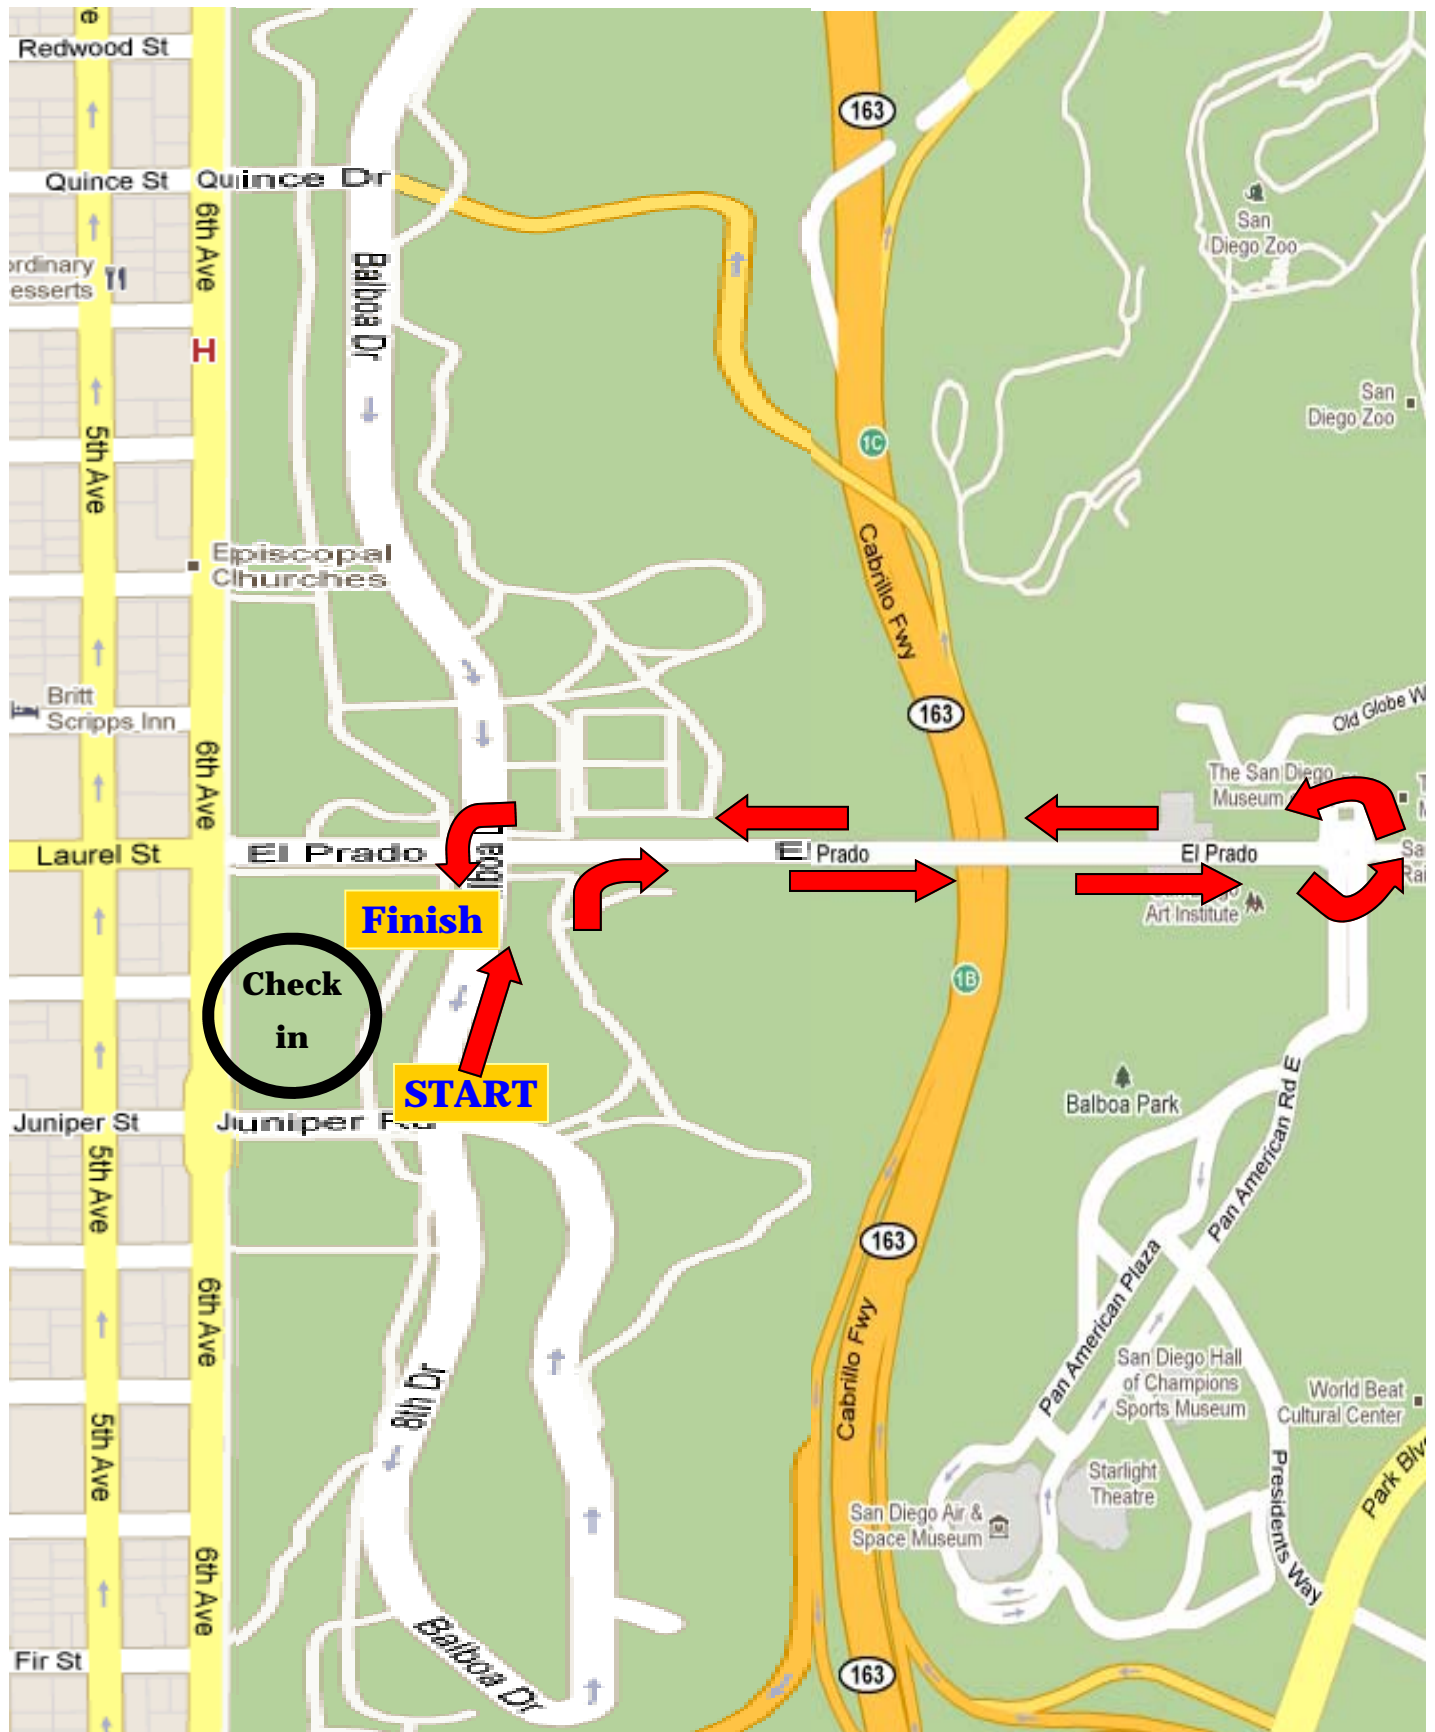 Redwood St
163
Quince St
Quince Dr
6th Ave
San
Diego Zoo
Balboa Dr
H
San
Diego Zoo
1C
5th Ave
Cabrillo Fwy
Episcopal
Churches
Britt
Scripps Inn
163
Old Globe W
6th Ave
The San Diego
Museum
Laurel St
El Prado
Prado
El Prado
Art Institute
Finish
Check
in
1B
START
Balboa Park
Juniper St
Juniper Rd
5th Ave
Pan American Rd E
163
Pan American Plaza
6th Ave
Cabrillo Fwy
8th Dr
San Diego Hall
of Champions
Sports Museum
World Beat
Cultural Center
5th Ave
Presidents Way
Park Blv
Starlight
Theatre
San Diego Air &
Space Museum
M
6th Ave
Balboa Dr
Fir St
163